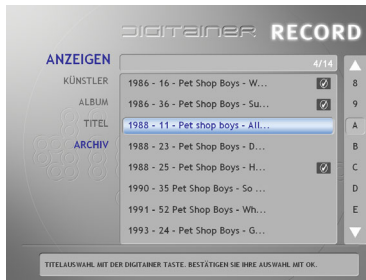 DIGITAINER RECORD
ANZEIGEN
4/14
KÜNSTLER
ALBUM
TITEL
ARCHIV
1986 - 16 - Pet Shop Boys - W...
1986 - 36 - Pet Shop Boys - Su...
1988 - 11 - Pet shop boys - All...
1988 - 23 - Pet Shop Boys - D...
1988 - 25 - Pet Shop Boys - H...
1990 - 35 Pet Shop Boys - So ...
1991 - 52 Pet Shop Boys - Wh...
1993 - 24 - Pet Shop Boys - G...
8
9
A
B
C
D
E
TITELAUSWAHL MIT DER DIGITAINER TASTE. BESTÄTIGEN SIE IHRE AUSWAHL MIT OK.